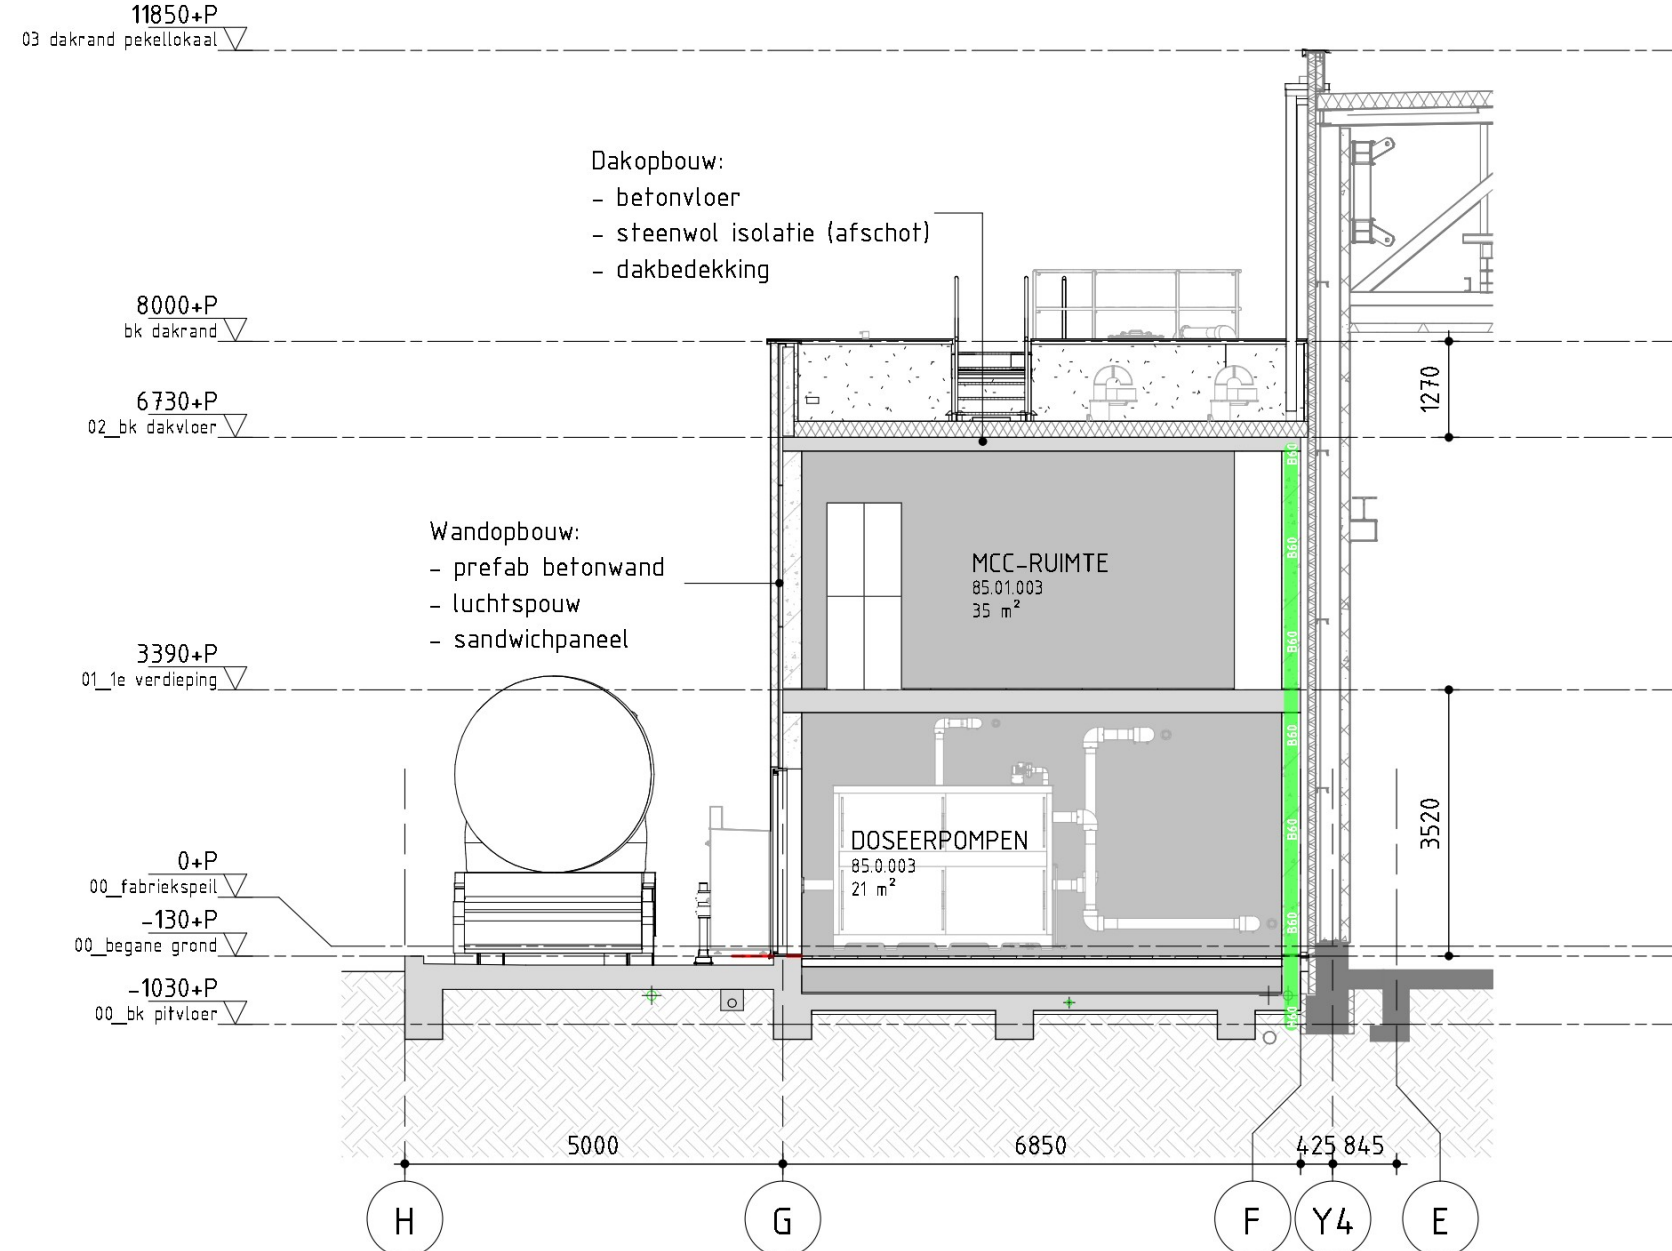 11850+P
03 dakrand pekellokaal
Dakopbouw:
- betonvloer
- steenwol isolatie (afschot)
- dakbedekking
8000+P
bk dakrand
6730+P
02_bk dakvloer
1270
Wandopbouw:
- prefab betonwand
- luchtspouw
- sandwichpaneel
MCC-RUIMTE
85.01.003
35 m²
3390+P
01_1e verdieping
3520
DOSEERPOMPEN
85.0.003
21 m²
0+P
00_fabriekspeil
-130+P
00_begane grond
-1030+P
00_bk pitvloer
B60
B60
B60
B60
B60
B60
B60
5000
6850
425
845
H
G
F
Y4
E